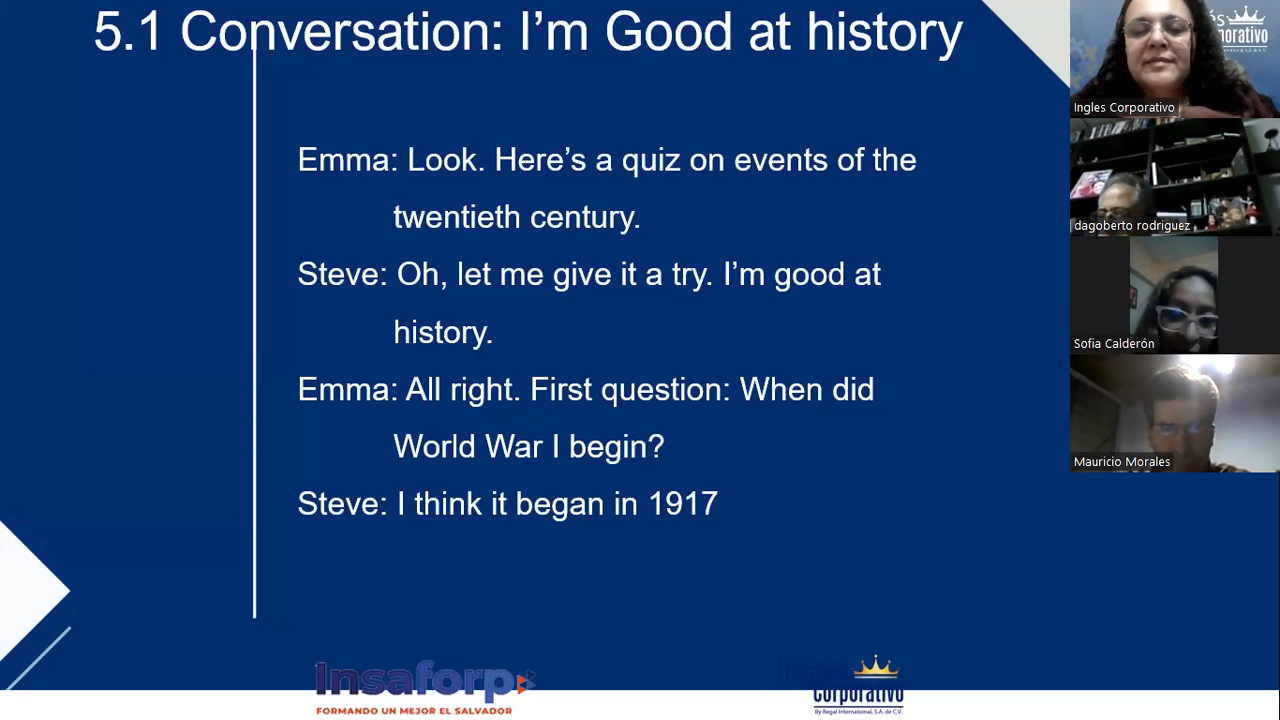 5.1 Conversation: I'm Good at history
Emma: Look. Here's a quiz on events of the
twentieth century.
Steve: Oh, let me give it a try. I'm good at
history.
Emma: All right. First question: When did
World War I begin?
Steve: I think it began in 1917
Ingles Corporativo
dagoberto rodriguez
Sofia Calderón
Mauricio Morales
Insaforp
FORMANDO UN MEJOR EL SALVADOR
corporativo
By Regal International, S.A. de C.V.